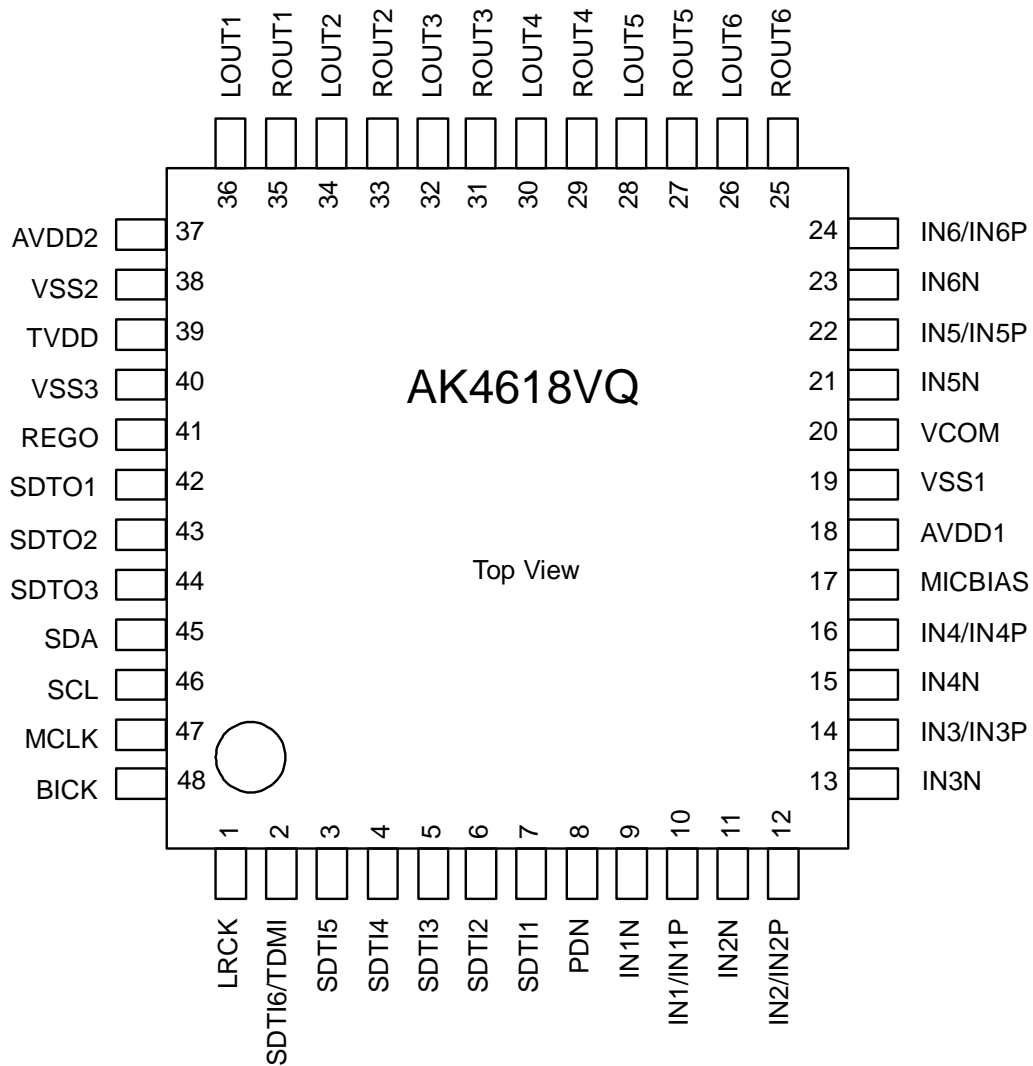 LOUT1
ROUT1
LOUT2
ROUT2
LOUT3
ROUT3
LOUT4
ROUT4
LOUT5
ROUT5
LOUT6
ROUT6
36
35
34
33
32
31
30
29
28
27
26
25
AVDD2 37
VSS2 38
TVDD 39
VSS3 40
REGO 41
SDTO1 42
SDTO2 43
SDTO3 44
SDA 45
SCL 46
MCLK 47
BICK 48
AK4618VQ
Top View
24 IN6/IN6P
23 IN6N
22 IN5/IN5P
21 IN5N
20 VCOM
19 VSS1
18 AVDD1
17 MICBIAS
16 IN4/IN4P
15 IN4N
14 IN3/IN3P
13 IN3N
1
2
3
4
5
6
7
8
9
10
11
12
LRCK
SDTI6/TDMI
SDTI5
SDTI4
SDTI3
SDTI2
SDTI1
PDN
IN1N
IN1/IN1P
IN2N
IN2/IN2P